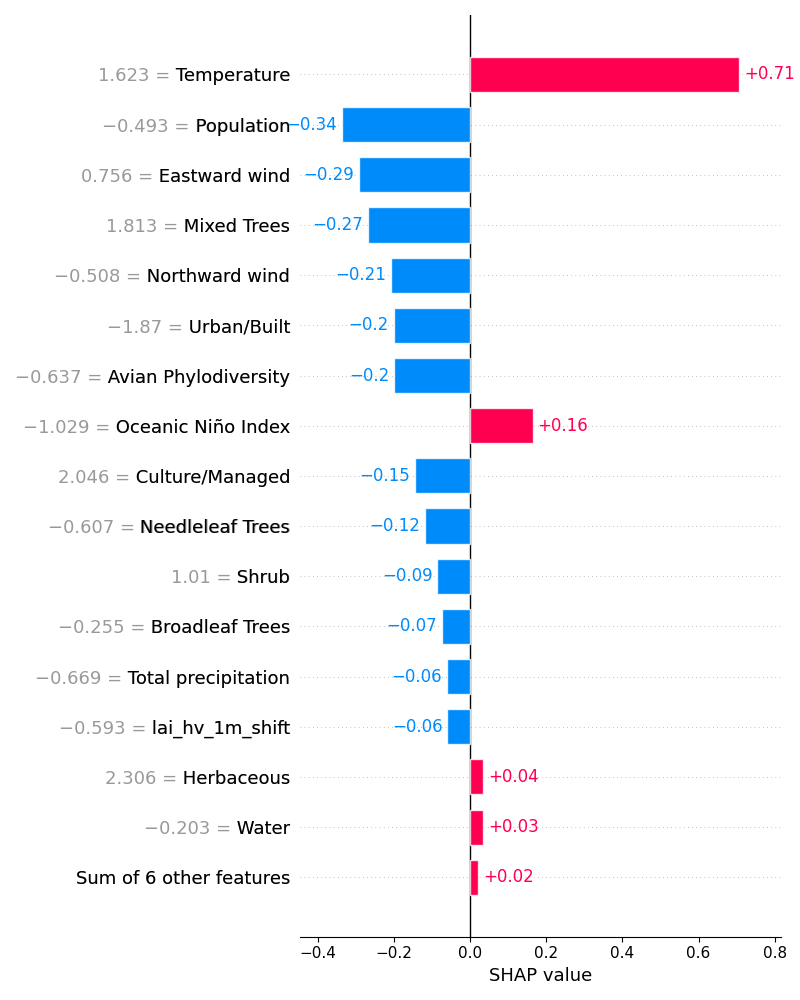 1.623 = Temperature +0.71
−0.493 = Population −0.34
0.756 = Eastward wind −0.29
1.813 = Mixed Trees −0.27
−0.508 = Northward wind −0.21
−1.87 = Urban/Built −0.2
−0.637 = Avian Phylodiversity −0.2
−1.029 = Oceanic Niño Index +0.16
2.046 = Culture/Managed −0.15
−0.607 = Needleleaf Trees −0.12
1.01 = Shrub −0.09
−0.255 = Broadleaf Trees −0.07
−0.669 = Total precipitation −0.06
−0.593 = lai_hv_1m_shift −0.06
2.306 = Herbaceous +0.04
−0.203 = Water +0.03
Sum of 6 other features +0.02
−0.4 −0.2 0.0 0.2 0.4 0.6 0.8
SHAP value